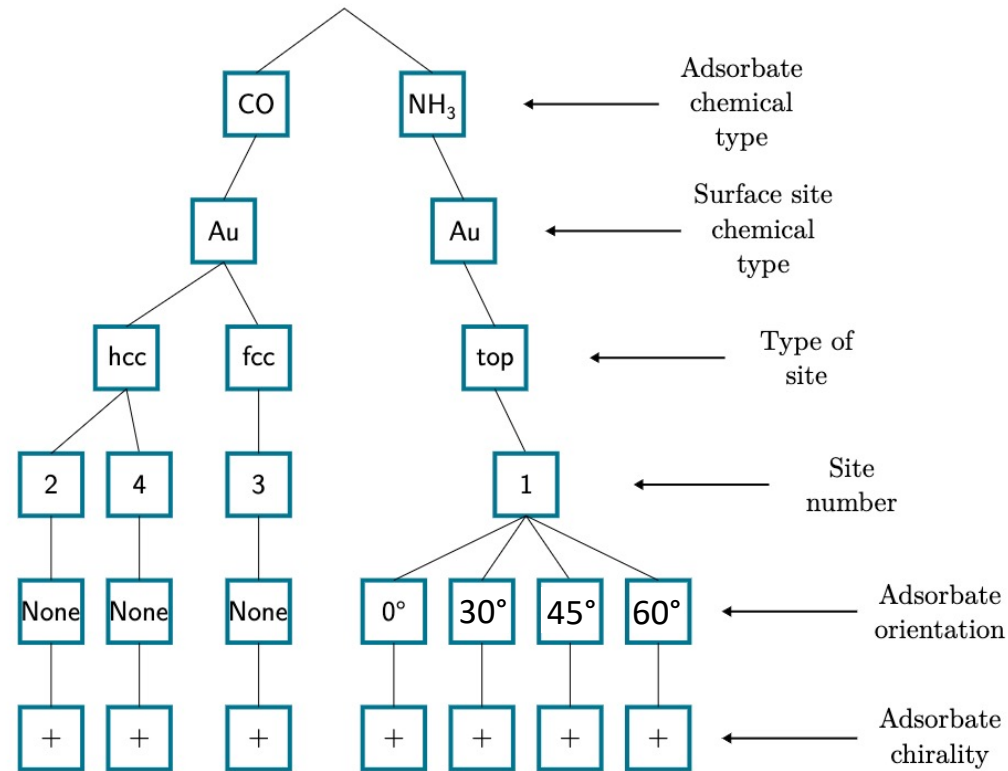 CO
NH₃
Adsorbate
chemical
type
Au
Au
Surface site
chemical
type
hcc
fcc
top
Type of
site
2
4
3
1
Site
number
None
None
None
0°
30°
45°
60°
Adsorbate
orientation
+
+
+
+
+
+
+
Adsorbate
chirality